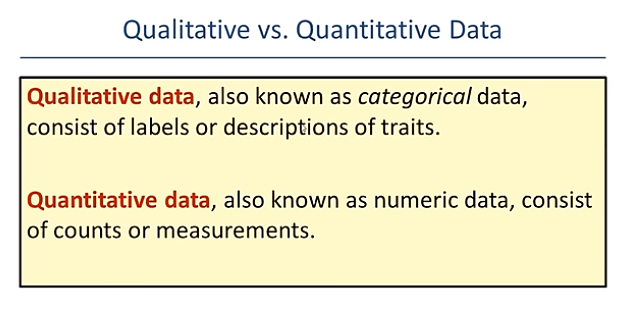 Qualitative vs. Quantitative Data
Qualitative data, also known as categorical data,
consist of labels or descriptions of traits.
Quantitative data, also known as numeric data, consist
of counts or measurements.